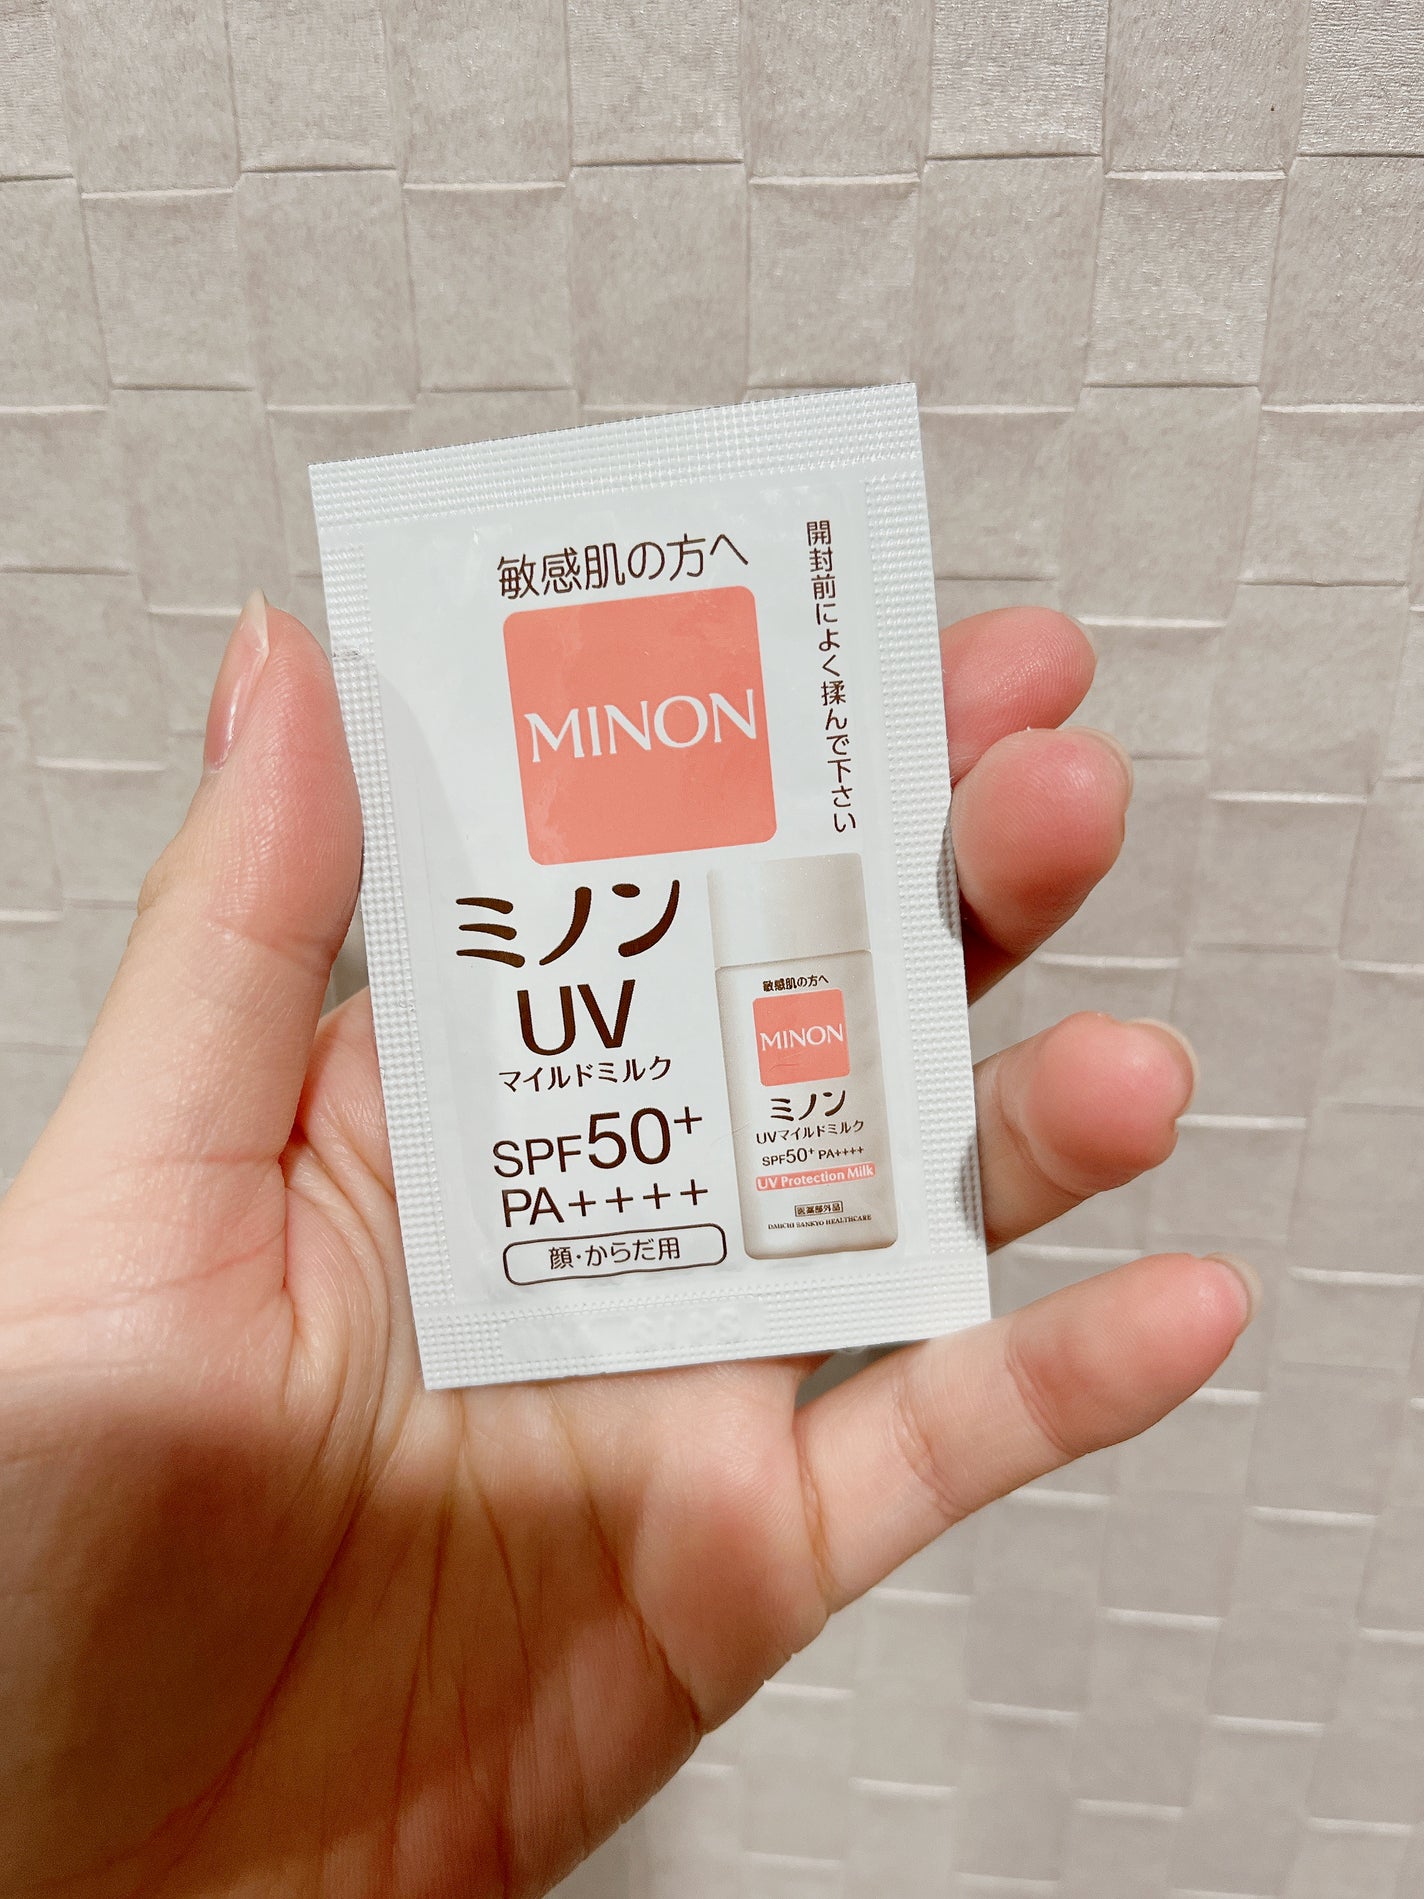 敏感肌の方へ
MINON
開封前によく揉んで下さい
ミノン
UV
マイルドミルク
SPF50+
PA++++
顔・からだ用
敏感肌の方へ
MINON
ミノン
UVマイルドミルク
SPF50+ PA++++
UV Protection Milk
医薬部外品
DAIICHI SANKYO HEALTHCARE